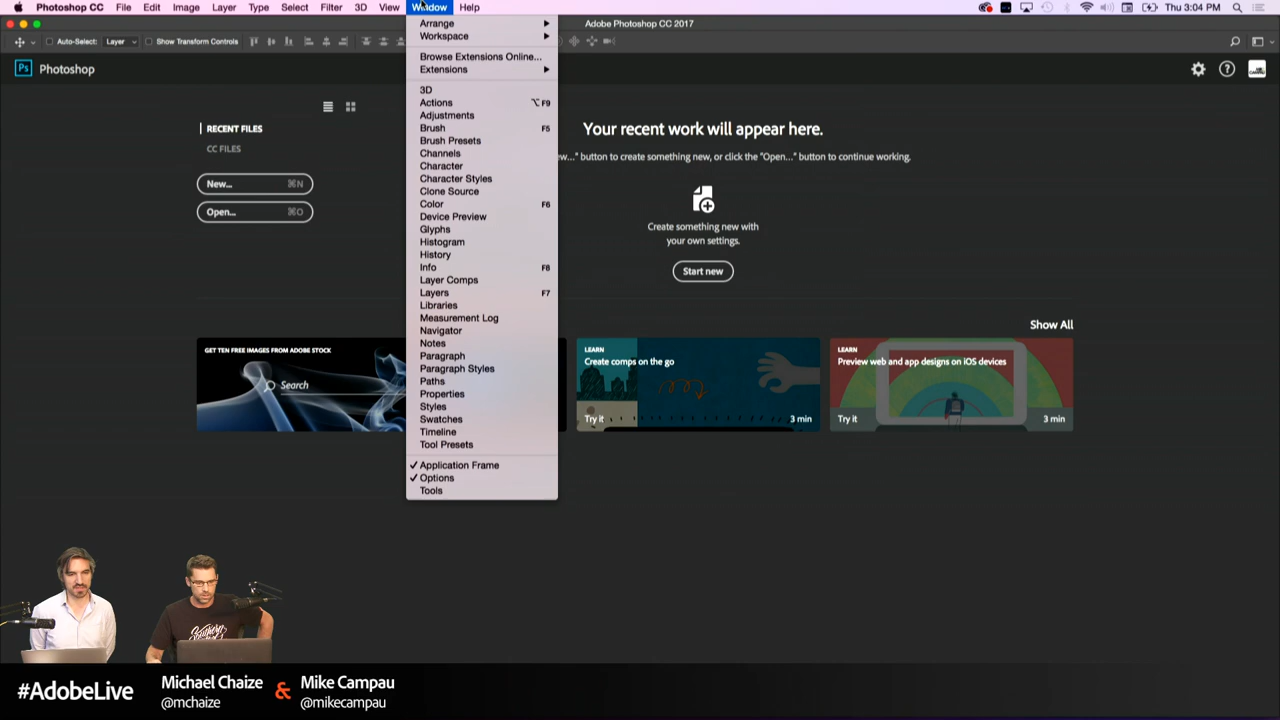 Photoshop CC File Edit Image Layer Type Select Filter 3D View Window Help Thu 3:04 PM
Adobe Photoshop CC 2017
Auto-Select: Layer Show Transform Controls
Ps Photoshop
Arrange
Workspace
Browse Extensions Online...
Extensions
3D
Actions ⌥F9
Adjustments
Brush F5
Brush Presets
Channels
Character
Character Styles
Clone Source
Color F6
Device Preview
Glyphs
Histogram
History
Info F8
Layer Comps
Layers F7
Libraries
Measurement Log
Navigator
Notes
Paragraph
Paragraph Styles
Paths
Properties
Styles
Swatches
Timeline
Tool Presets
✓ Application Frame
✓ Options
Tools
RECENT FILES
CC FILES
New... ⌘N
Open... ⌘O
Your recent work will appear here.
..." button to create something new, or click the "Open..." button to continue working.
Create something new with
your own settings.
Start new
Show All
GET TEN FREE IMAGES FROM ADOBE STOCK
Search
LEARN
Create comps on the go
Try it 3 min
LEARN
Preview web and app designs on iOS devices
Try it 3 min
#AdobeLive
Michael Chaize
@mchaize
&
Mike Campau
@mikecampau